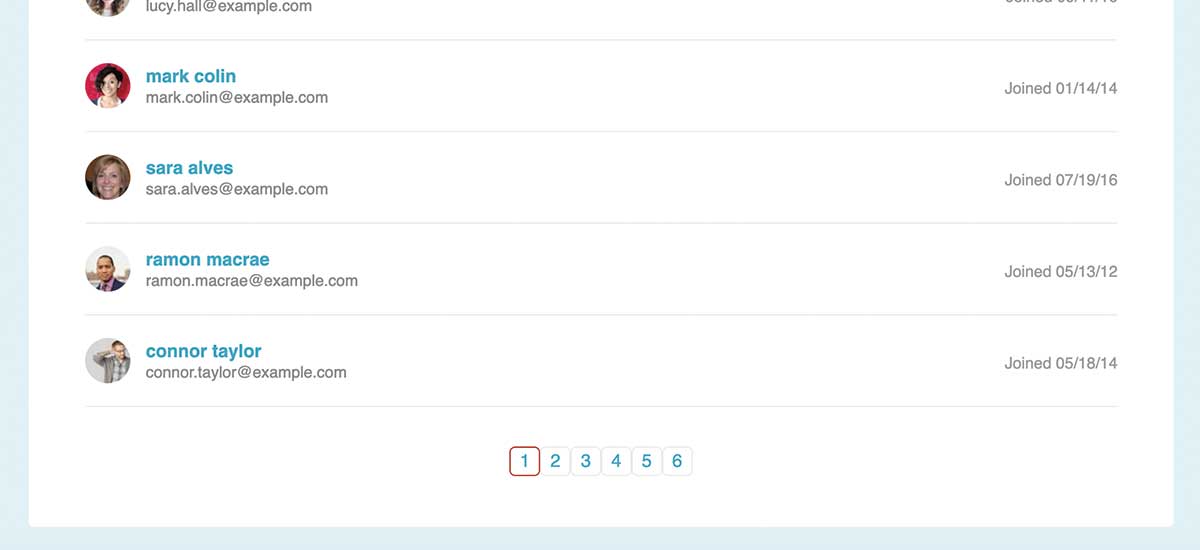 lucy.hall@example.com
mark colin
mark.colin@example.com
Joined 01/14/14
sara alves
sara.alves@example.com
Joined 07/19/16
ramon macrae
ramon.macrae@example.com
Joined 05/13/12
connor taylor
connor.taylor@example.com
Joined 05/18/14
1 2 3 4 5 6